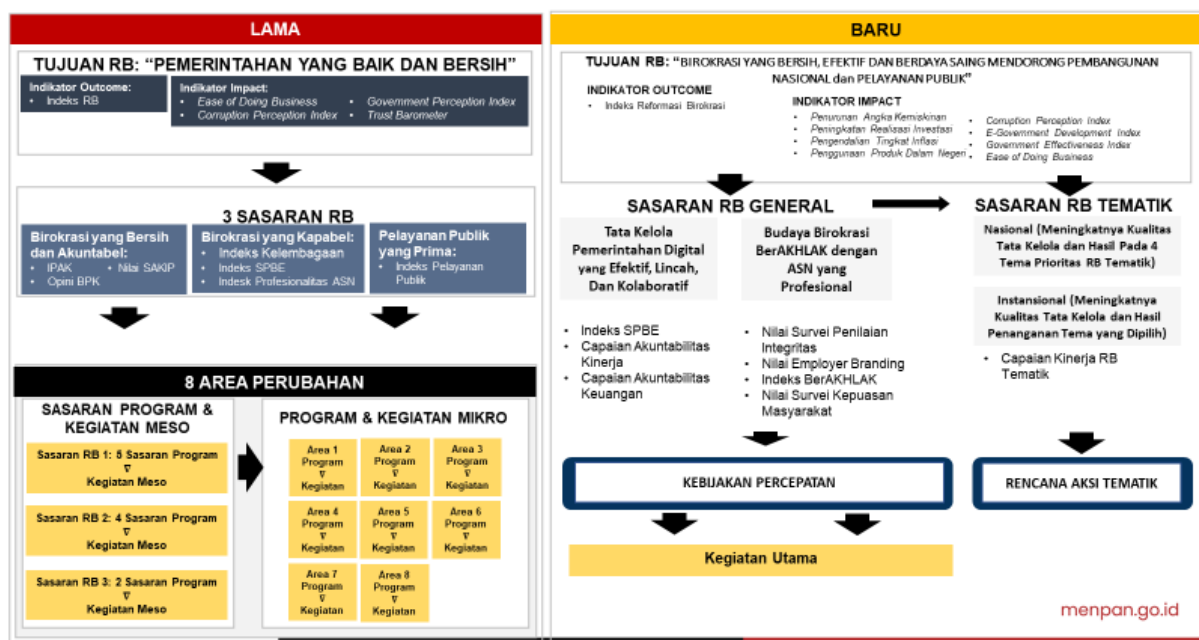 LAMA
TUJUAN RB: “PEMERINTAHAN YANG BAIK DAN BERSIH”
Indikator Outcome:
• Indeks RB
Indikator Impact:
• Ease of Doing Business
• Corruption Perception Index
• Government Perception Index
• Trust Barometer
3 SASARAN RB
Birokrasi yang Bersih
dan Akuntabel:
• IPAK
• Nilai SAKIP
• Opini BPK
Birokrasi yang Kapabel:
• Indeks Kelembagaan
• Indeks SPBE
• Indesk Profesionalitas ASN
Pelayanan Publik
yang Prima:
• Indeks Pelayanan
Publik
8 AREA PERUBAHAN
SASARAN PROGRAM &
KEGIATAN MESO
Sasaran RB 1: 5 Sasaran Program
Kegiatan Meso
Sasaran RB 2: 4 Sasaran Program
Kegiatan Meso
Sasaran RB 3: 2 Sasaran Program
Kegiatan Meso
PROGRAM & KEGIATAN MIKRO
Area 1
Program
Kegiatan
Area 2
Program
Kegiatan
Area 3
Program
Kegiatan
Area 4
Program
Kegiatan
Area 5
Program
Kegiatan
Area 6
Program
Kegiatan
Area 7
Program
Kegiatan
Area 8
Program
Kegiatan
BARU
TUJUAN RB: “BIROKRASI YANG BERSIH, EFEKTIF DAN BERDAYA SAING MENDORONG PEMBANGUNAN
NASIONAL dan PELAYANAN PUBLIK”
INDIKATOR OUTCOME
• Indeks Reformasi Birokrasi
INDIKATOR IMPACT
• Penurunan Angka Kemiskinan
• Peningkatan Realisasi Investasi
• Pengendalian Tingkat Inflasi
• Penggunaan Produk Dalam Negeri
• Corruption Perception Index
• E-Government Development Index
• Government Effectiveness Index
• Ease of Doing Business
SASARAN RB GENERAL
Tata Kelola
Pemerintahan Digital
yang Efektif, Lincah,
Dan Kolaboratif
• Indeks SPBE
• Capaian Akuntabilitas
Kinerja
• Capaian Akuntabilitas
Keuangan
Budaya Birokrasi
BerAKHLAK dengan
ASN yang
Profesional
• Nilai Survei Penilaian
Integritas
• Nilai Employer Branding
• Indeks BerAKHLAK
• Nilai Survei Kepuasan
Masyarakat
SASARAN RB TEMATIK
Nasional (Meningkatnya Kualitas
Tata Kelola dan Hasil Pada 4
Tema Prioritas RB Tematik)
Instansional (Meningkatnya
Kualitas Tata Kelola dan Hasil
Penanganan Tema yang Dipilih)
• Capaian Kinerja RB
Tematik
KEBIJAKAN PERCEPATAN
RENCANA AKSI TEMATIK
Kegiatan Utama
menpan.go.id